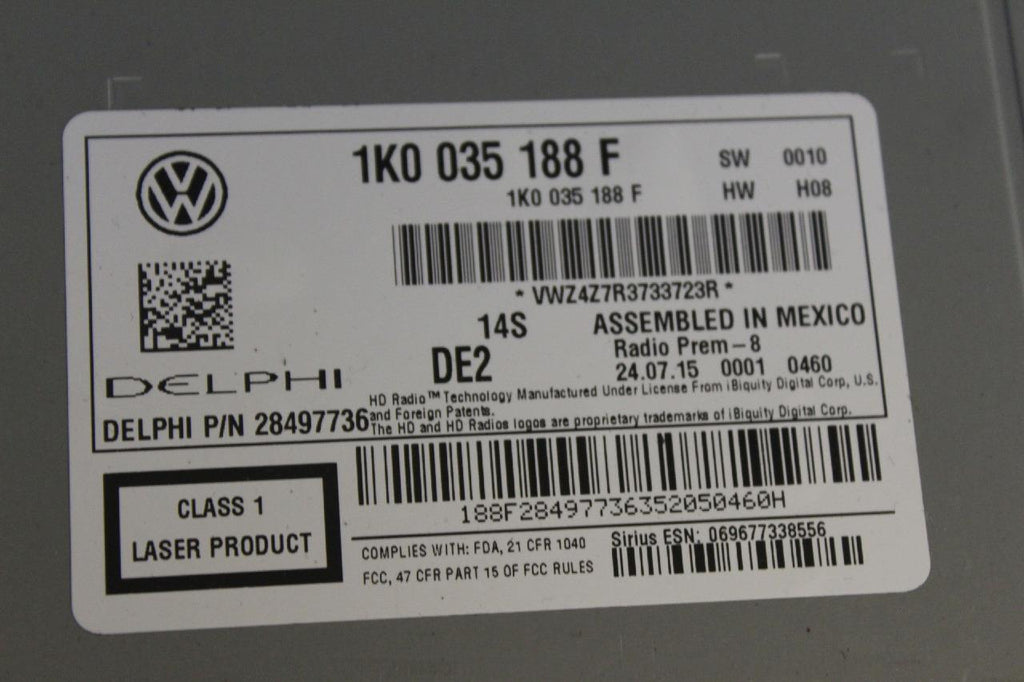 1K0 035 188 F
SW 0010
1K0 035 188 F
HW H08
* VWZ4Z7R3733723R *
14S
ASSEMBLED IN MEXICO
DE2
Radio Prem-8
24.07.15 0001 0460
DELPHI
HD Radio™ Technology Manufactured Under License From iBiquity Digital Corp, U.S.
and Foreign Patents.
The HD and HD Radios logos are proprietary trademarks of iBiquity Digital Corp.
DELPHI P/N 28497736
188F28497736352050460H
CLASS 1
LASER PRODUCT
COMPLIES WITH: FDA, 21 CFR 1040
FCC, 47 CFR PART 15 OF FCC RULES
Sirius ESN: 069677338556